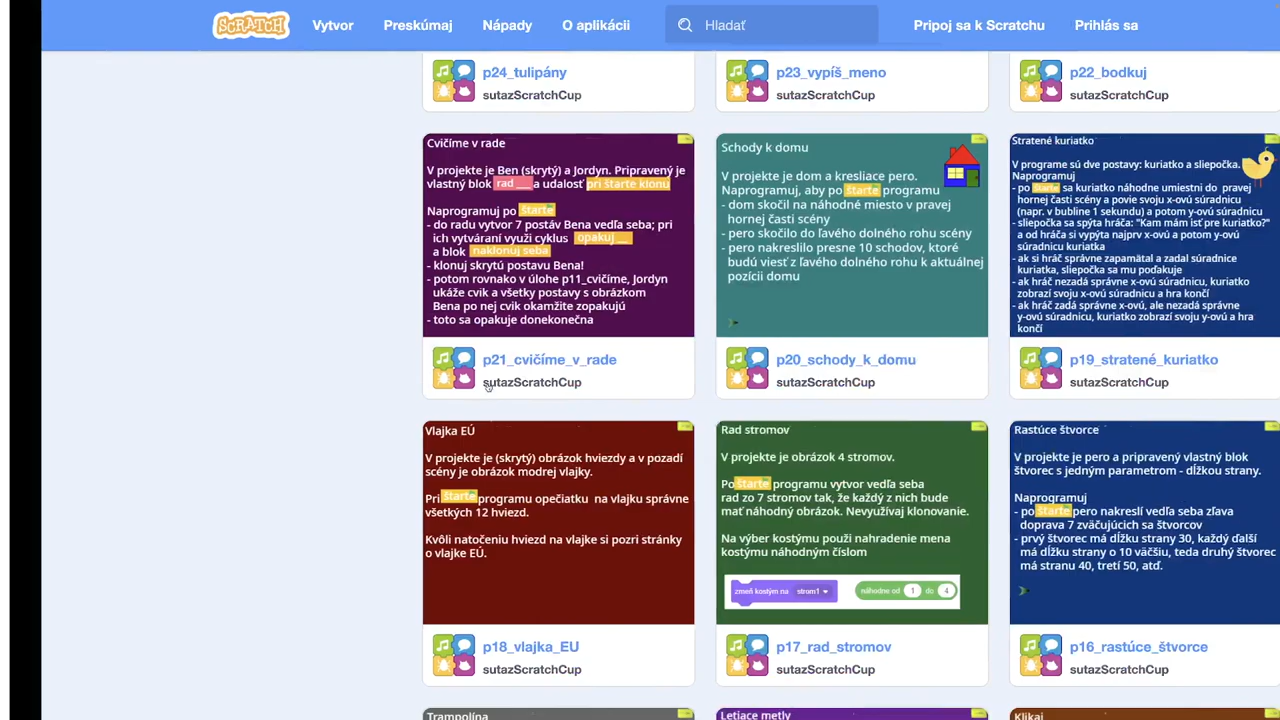 SCRATCH
Vytvor
Preskúmaj
Nápady
O aplikácii
Hľadať
Pripoj sa k Scratchu
Prihlás sa
p24_tulipány
sutazScratchCup
p23_vypíš_meno
sutazScratchCup
p22_bodkuj
sutazScratchCup
Cvičíme v rade
V projekte je Ben (skrytý) a Jordyn. Pripravený je
vlastný blok rad __ a udalosť pri štarte klonu
Naprogramuj po štarte
- do radu vytvor 7 postáv Bena vedľa seba; pri
ich vytváraní využi cyklus opakuj __
a blok naklonuj seba
- klonuj skrytú postavu Bena!
- potom rovnako v úlohe p11_cvičíme, Jordyn
ukáže cvik a všetky postavy s obrázkom
Bena po nej cvik okamžite zopakujú
- toto sa opakuje donekonečna
p21_cvičíme_v_rade
sutazScratchCup
Schody k domu
V projekte je dom a kresliace pero.
Naprogramuj, aby po štarte programu
- dom skočil na náhodné miesto v pravej
hornej časti scény
- pero skočilo do ľavého dolného rohu scény
- pero nakreslilo presne 10 schodov, ktoré
budú viesť z ľavého dolného rohu k aktuálnej
pozícii domu
p20_schody_k_domu
sutazScratchCup
Stratené kuriatko
V programe sú dve postavy: kuriatko a sliepočka.
Naprogramuj
- po štarte sa kuriatko náhodne umiestni do pravej
hornej časti scény a povie svoju x-ovú súradnicu
(napr. v bubline 1 sekundu) a potom y-ovú súradnicu
- sliepočka sa spýta hráča: "Kam mám ísť pre kuriatko?"
a od hráča si vypýta najprv x-ovú a potom y-ovú
súradnicu kuriatka
- ak si hráč správne zapamätal a zadal súradnice
kuriatka, sliepočka sa mu poďakuje
- ak hráč nezadá správne x-ovú súradnicu, kuriatko
zobrazí svoju x-ovú súradnicu a hra končí
- ak hráč zadá správne x-ovú, ale nezadá správne
y-ovú súradnicu, kuriatko zobrazí svoju y-ovú a hra
končí
p19_stratené_kuriatko
sutazScratchCup
Vlajka EÚ
V projekte je (skrytý) obrázok hviezdy a v pozadí
scény je obrázok modrej vlajky.
Pri štarte programu opečiatku na vlajku správne
všetkých 12 hviezd.
Kvôli natočeniu hviezd na vlajke si pozri stránky
o vlajke EÚ.
p18_vlajka_EU
sutazScratchCup
Rad stromov
V projekte je obrázok 4 stromov.
Po štarte programu vytvor vedľa seba
rad zo 7 stromov tak, že každý z nich bude
mať náhodný obrázok. Nevyužívaj klonovanie.
Na výber kostýmu použi nahradenie mena
kostýmu náhodným číslom
zmeň kostým na strom1 náhodne od 1 do 4
p17_rad_stromov
sutazScratchCup
Rastúce štvorce
V projekte je pero a pripravený vlastný blok
štvorec s jedným parametrom - dĺžkou strany.
Naprogramuj
- po štarte pero nakreslí vedľa seba zľava
doprava 7 zväčujúcich sa štvorcov
- prvý štvorec má dĺžku strany 30, každý ďalší
má dĺžku strany o 10 väčšiu, teda druhý štvorec
má stranu 40, tretí 50, atď.
p16_rastúce_štvorce
sutazScratchCup
Trampolína
Letiace metly
Klikaj